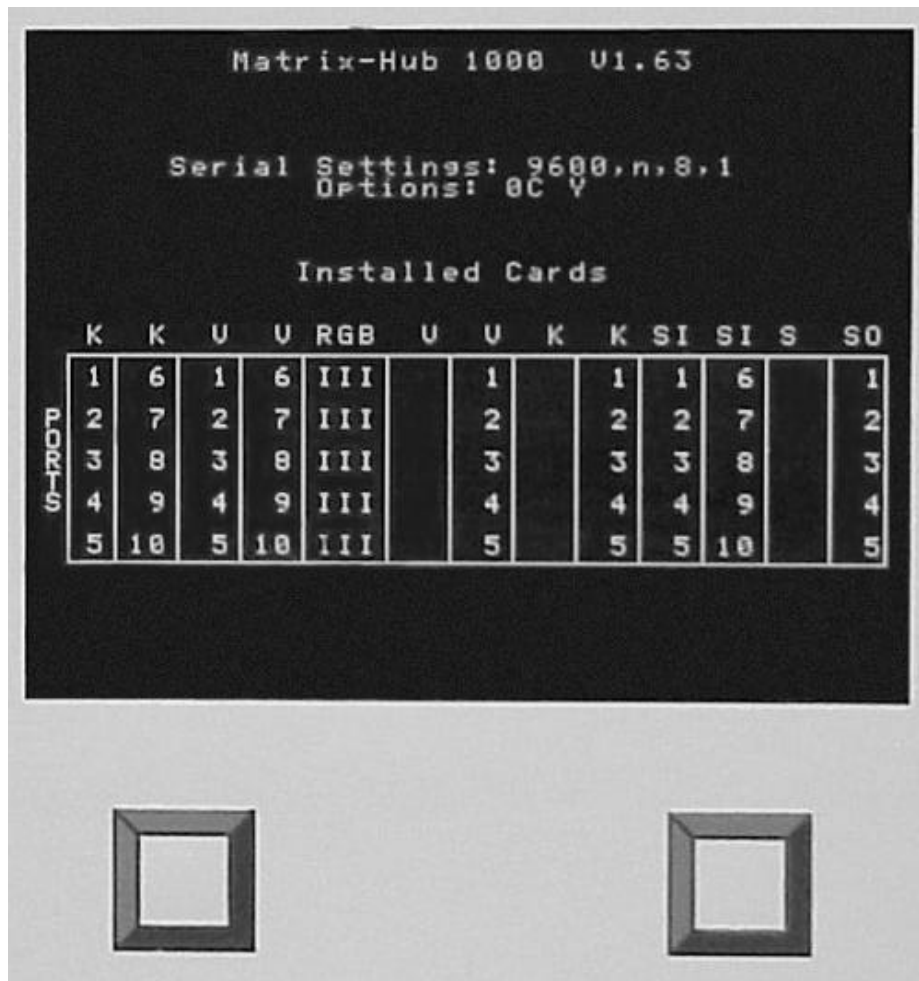 Matrix-Hub 1000 V1.63
Serial Settings: 9600,n,8,1
Options: 0C Y
Installed Cards
K K V V RGB V V K K SI SI S SO
PORTS
1 6 1 6 III 1 1 1 6 1
2 7 2 7 III 2 2 2 7 2
3 8 3 8 III 3 3 3 8 3
4 9 4 9 III 4 4 4 9 4
5 10 5 10 III 5 5 5 10 5